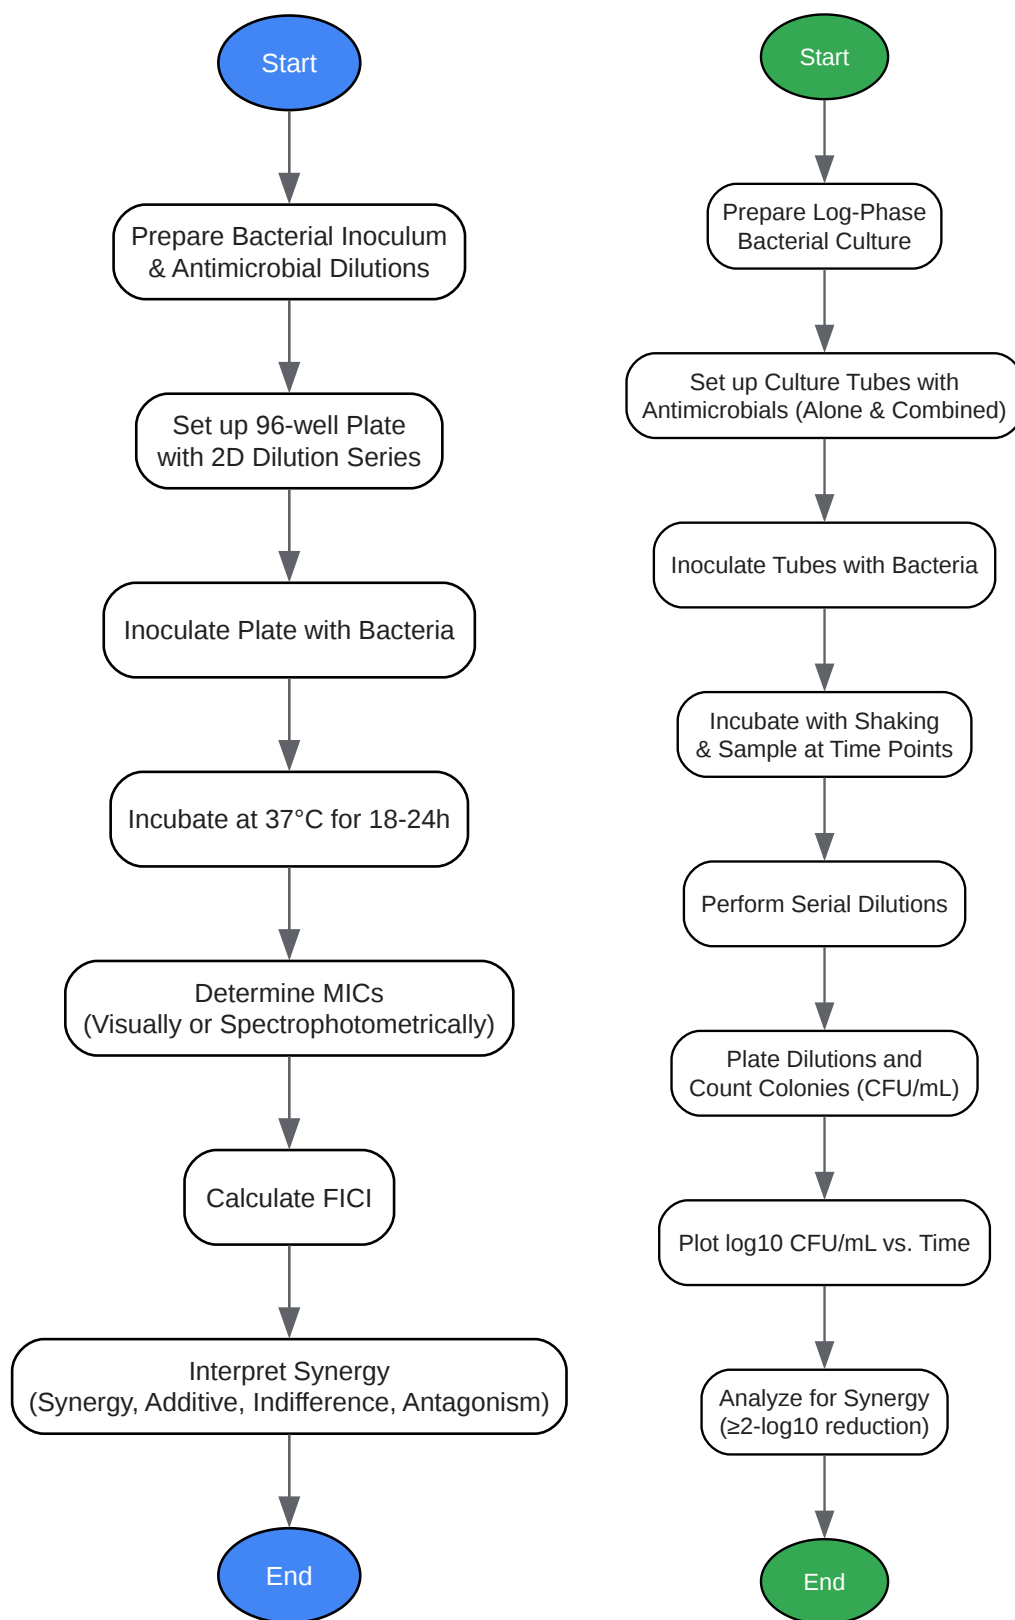 Start
Prepare Bacterial Inoculum
& Antimicrobial Dilutions
Set up 96-well Plate
with 2D Dilution Series
Inoculate Plate with Bacteria
Incubate at 37°C for 18-24h
Determine MICs
(Visually or Spectrophotometrically)
Calculate FICI
Interpret Synergy
(Synergy, Additive, Indifference, Antagonism)
End
Start
Prepare Log-Phase
Bacterial Culture
Set up Culture Tubes with
Antimicrobials (Alone & Combined)
Inoculate Tubes with Bacteria
Incubate with Shaking
& Sample at Time Points
Perform Serial Dilutions
Plate Dilutions and
Count Colonies (CFU/mL)
Plot log10 CFU/mL vs. Time
Analyze for Synergy
(≥2-log10 reduction)
End